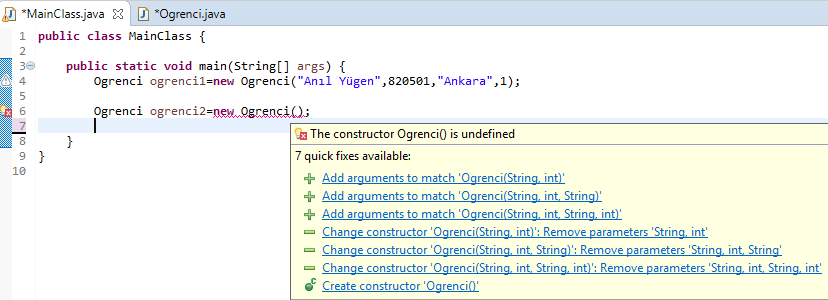 *MainClass.java *Ogrenci.java
1 public class MainClass {
2
3 public static void main(String[] args) {
4 Ogrenci ogrenci1=new Ogrenci("Anıl Yügen",820501,"Ankara",1);
5
6 Ogrenci ogrenci2=new Ogrenci();
7
8 }
9 }
10
The constructor Ogrenci() is undefined
7 quick fixes available:
Add arguments to match 'Ogrenci(String, int)'
Add arguments to match 'Ogrenci(String, int, String)'
Add arguments to match 'Ogrenci(String, int, String, int)'
Change constructor 'Ogrenci(String, int)': Remove parameters 'String, int'
Change constructor 'Ogrenci(String, int, String)': Remove parameters 'String, int, String'
Change constructor 'Ogrenci(String, int, String, int)': Remove parameters 'String, int, String, int'
Create constructor 'Ogrenci()'